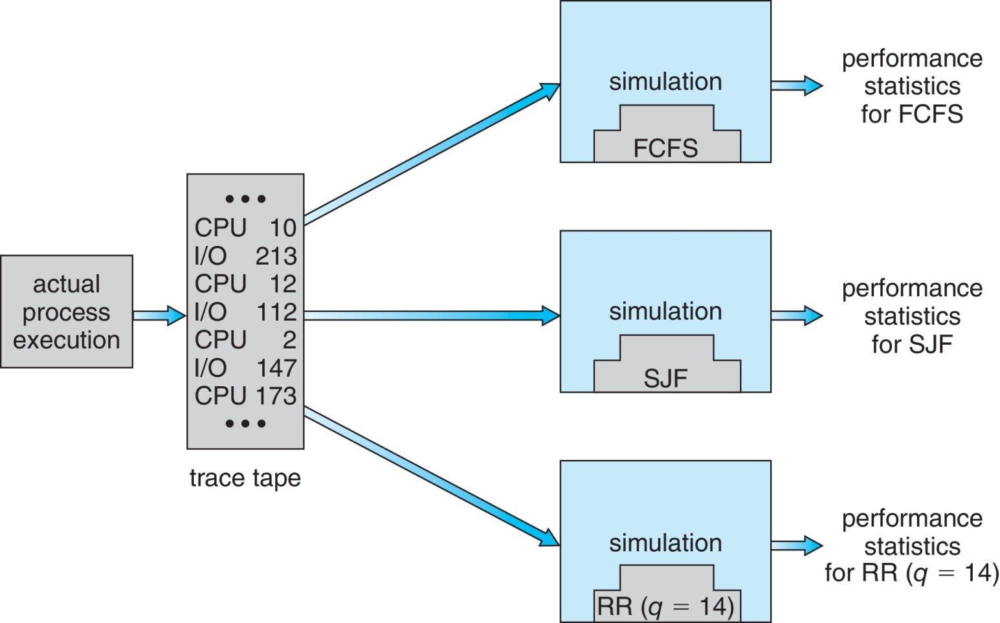 actual
process
execution
• • •
CPU 10
I/O 213
CPU 12
I/O 112
CPU 2
I/O 147
CPU 173
• • •
trace tape
simulation
FCFS
performance
statistics
for FCFS
simulation
SJF
performance
statistics
for SJF
simulation
RR (q = 14)
performance
statistics
for RR (q = 14)